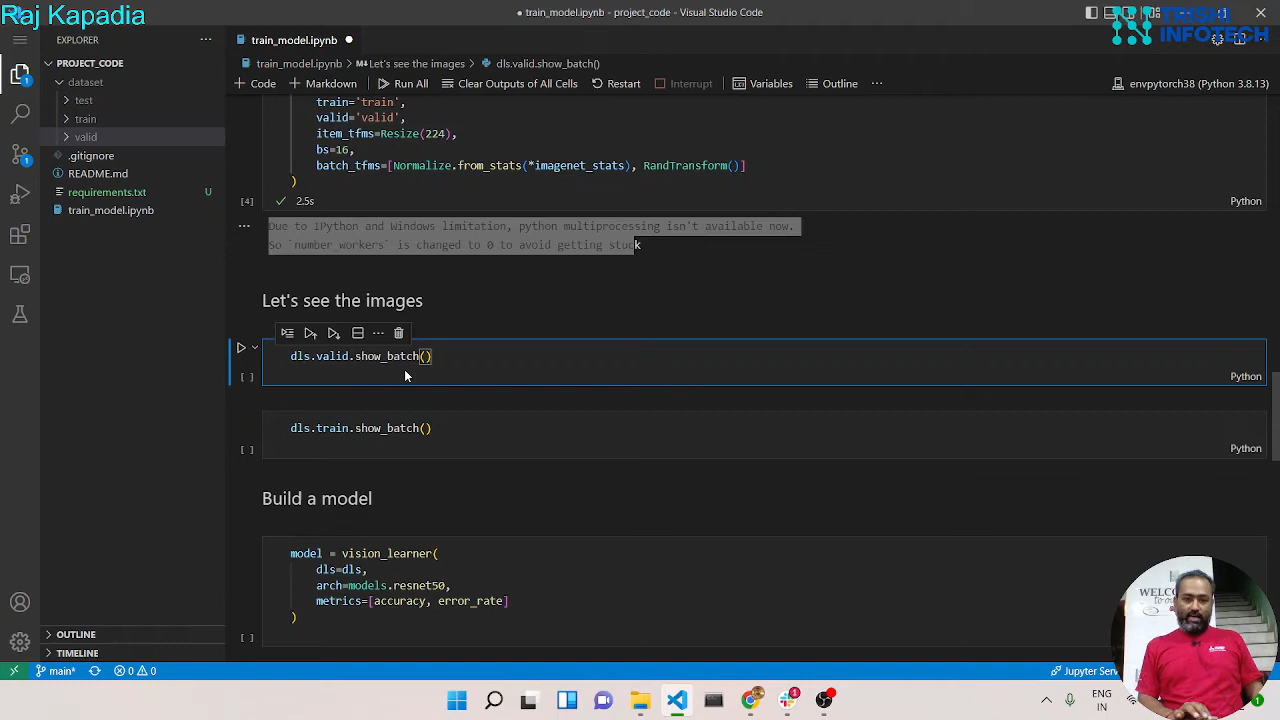 Raj Kapadia
train_model.ipynb - project_code - Visual Studio Code
TRISHI
INFOTECH
EXPLORER
train_model.ipynb
PROJECT_CODE
train_model.ipynb > Let's see the images > dls.valid.show_batch()
dataset
+ Code + Markdown Run All Clear Outputs of All Cells Restart Interrupt Variables Outline ... envpytorch38 (Python 3.8.13)
test
train
valid
.gitignore
README.md
requirements.txt U
train_model.ipynb
train='train',
valid='valid',
item_tfms=Resize(224),
bs=16,
batch_tfms=[Normalize.from_stats(*imagenet_stats), RandTransform()]
)
[4] 2.5s Python
Due to IPython and Windows limitation, python multiprocessing isn't available now.
So `number_workers` is changed to 0 to avoid getting stuck
Let's see the images
dls.valid.show_batch()
[ ] Python
dls.train.show_batch()
[ ] Python
Build a model
model = vision_learner(
dls=dls,
arch=models.resnet50,
metrics=[accuracy, error_rate]
)
[ ]
WELCOME
OUTLINE
TIMELINE
main* 0 0 Jupyter Serv
1
ENG
IN